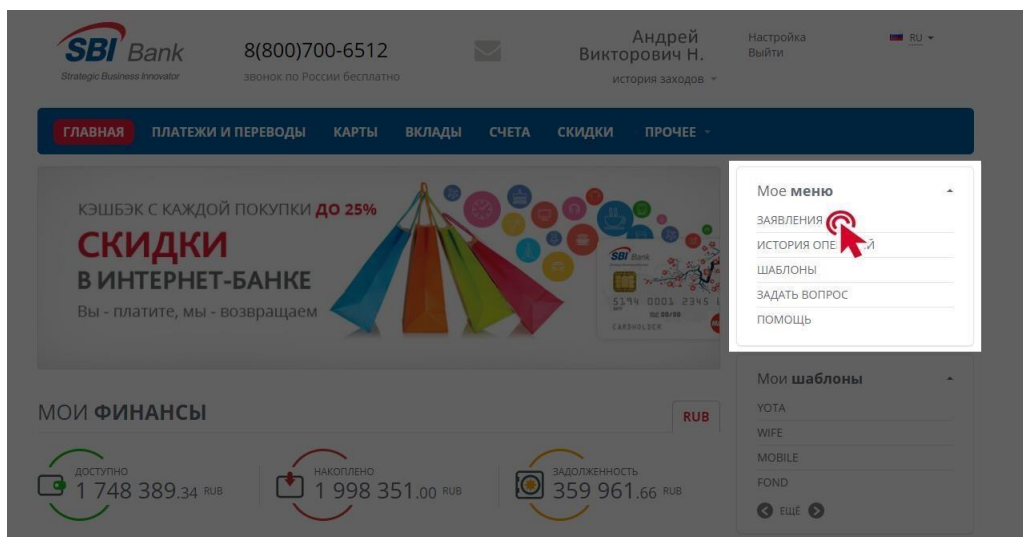 SBI Bank
Strategic Business Innovator
8(800)700-6512
звонок по России бесплатно
Андрей
Викторович Н.
история заходов
Настройка
Выйти
RU
ГЛАВНАЯ ПЛАТЕЖИ И ПЕРЕВОДЫ КАРТЫ ВКЛАДЫ СЧЕТА СКИДКИ ПРОЧЕЕ
КЭШБЭК С КАЖДОЙ ПОКУПКИ ДО 25%
СКИДКИ
В ИНТЕРНЕТ-БАНКЕ
Вы - платите, мы - возвращаем
SBI Bank
5194 0001 2345
CARDHOLDER
Мое меню
ЗАЯВЛЕНИЯ
ИСТОРИЯ
ШАБЛОНЫ
ЗАДАТЬ ВОПРОС
ПОМОЩЬ
МОИ ФИНАНСЫ
RUB
ДОСТУПНО
1 748 389.34 RUB
НАКОПЛЕНО
1 998 351.00 RUB
ЗАДОЛЖЕННОСТЬ
359 961.66 RUB
Мои шаблоны
YOTA
WIFE
MOBILE
FOND
ЕЩЁ